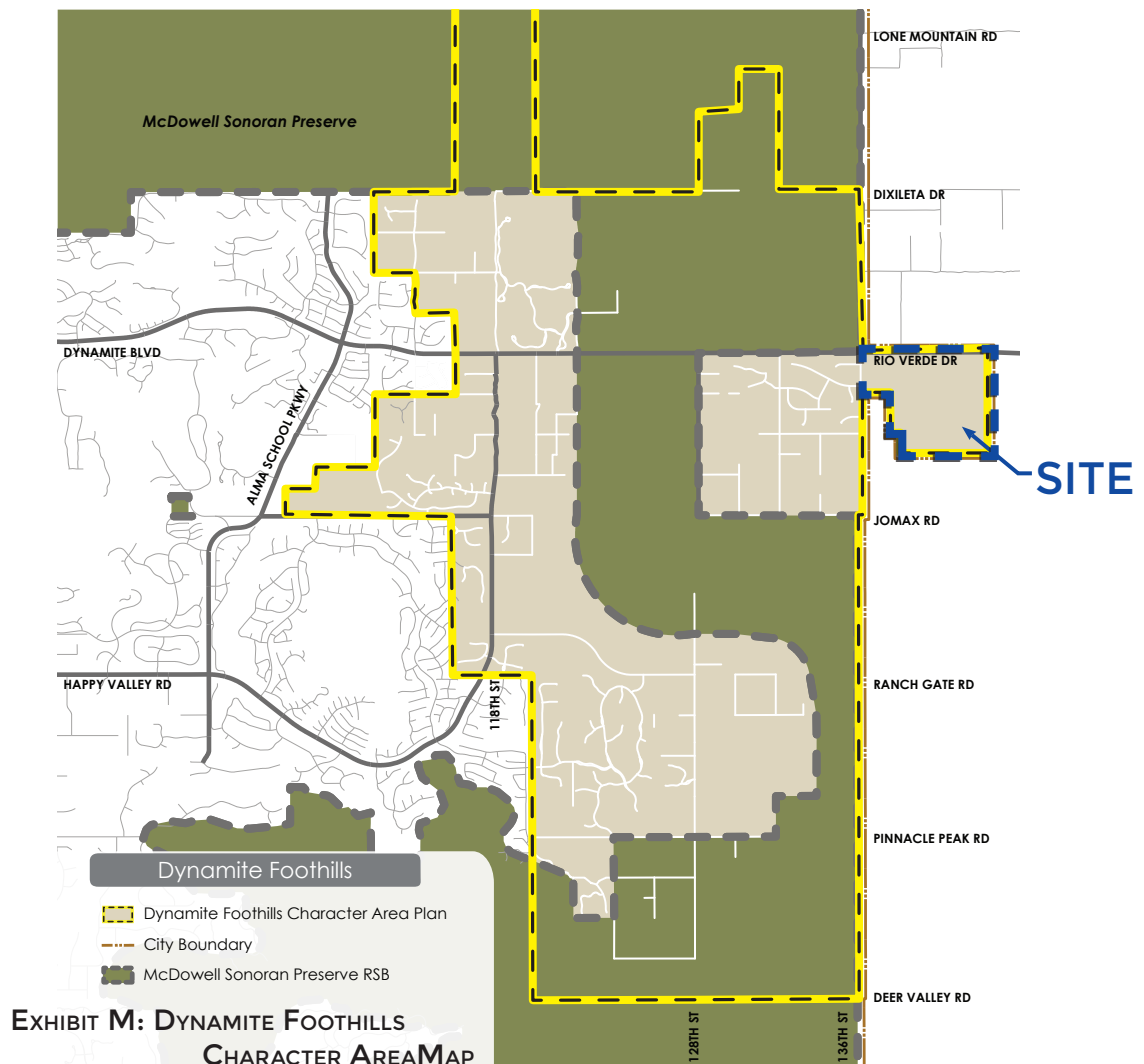 LONE MOUNTAIN RD
McDowell Sonoran Preserve
DIXILETA DR
DYNAMITE BLVD
RIO VERDE DR
ALMA SCHOOL PKWY
SITE
JOMAX RD
HAPPY VALLEY RD
118TH ST
RANCH GATE RD
PINNACLE PEAK RD
Dynamite Foothills
Dynamite Foothills Character Area Plan
City Boundary
McDowell Sonoran Preserve RSB
DEER VALLEY RD
EXHIBIT M: DYNAMITE FOOTHILLS
CHARACTER AREAMAP
128TH ST
136TH ST